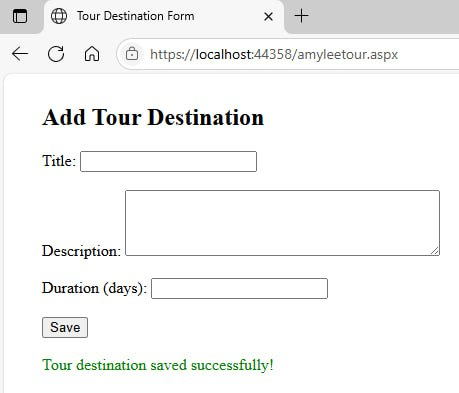 Tour Destination Form
https://localhost:44358/amyleetour.aspx
Add Tour Destination
Title:
Description:
Duration (days):
Save
Tour destination saved successfully!